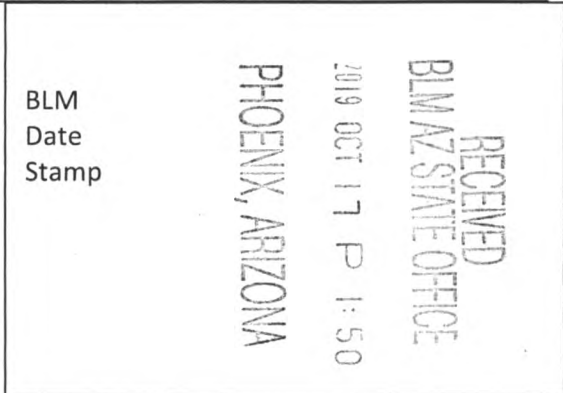 BLM
Date
Stamp
RECEIVED
BLM AZ STATE OFFICE
2019 OCT 17 P 1:50
PHOENIX, ARIZONA